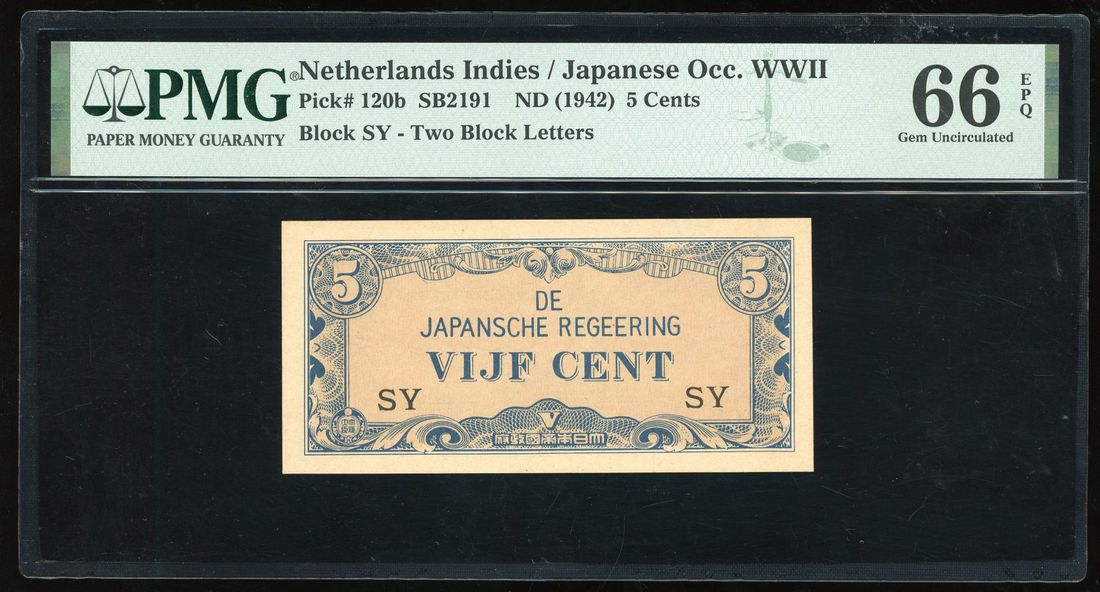 PMG®
PAPER MONEY GUARANTY
Netherlands Indies / Japanese Occ. WWII
Pick# 120b SB2191 ND (1942) 5 Cents
Block SY - Two Block Letters
66 EPQ
Gem Uncirculated
5 5
DE
JAPANSCHE REGEERING
VIJF CENT
SY SY
V
府政國帝本日大